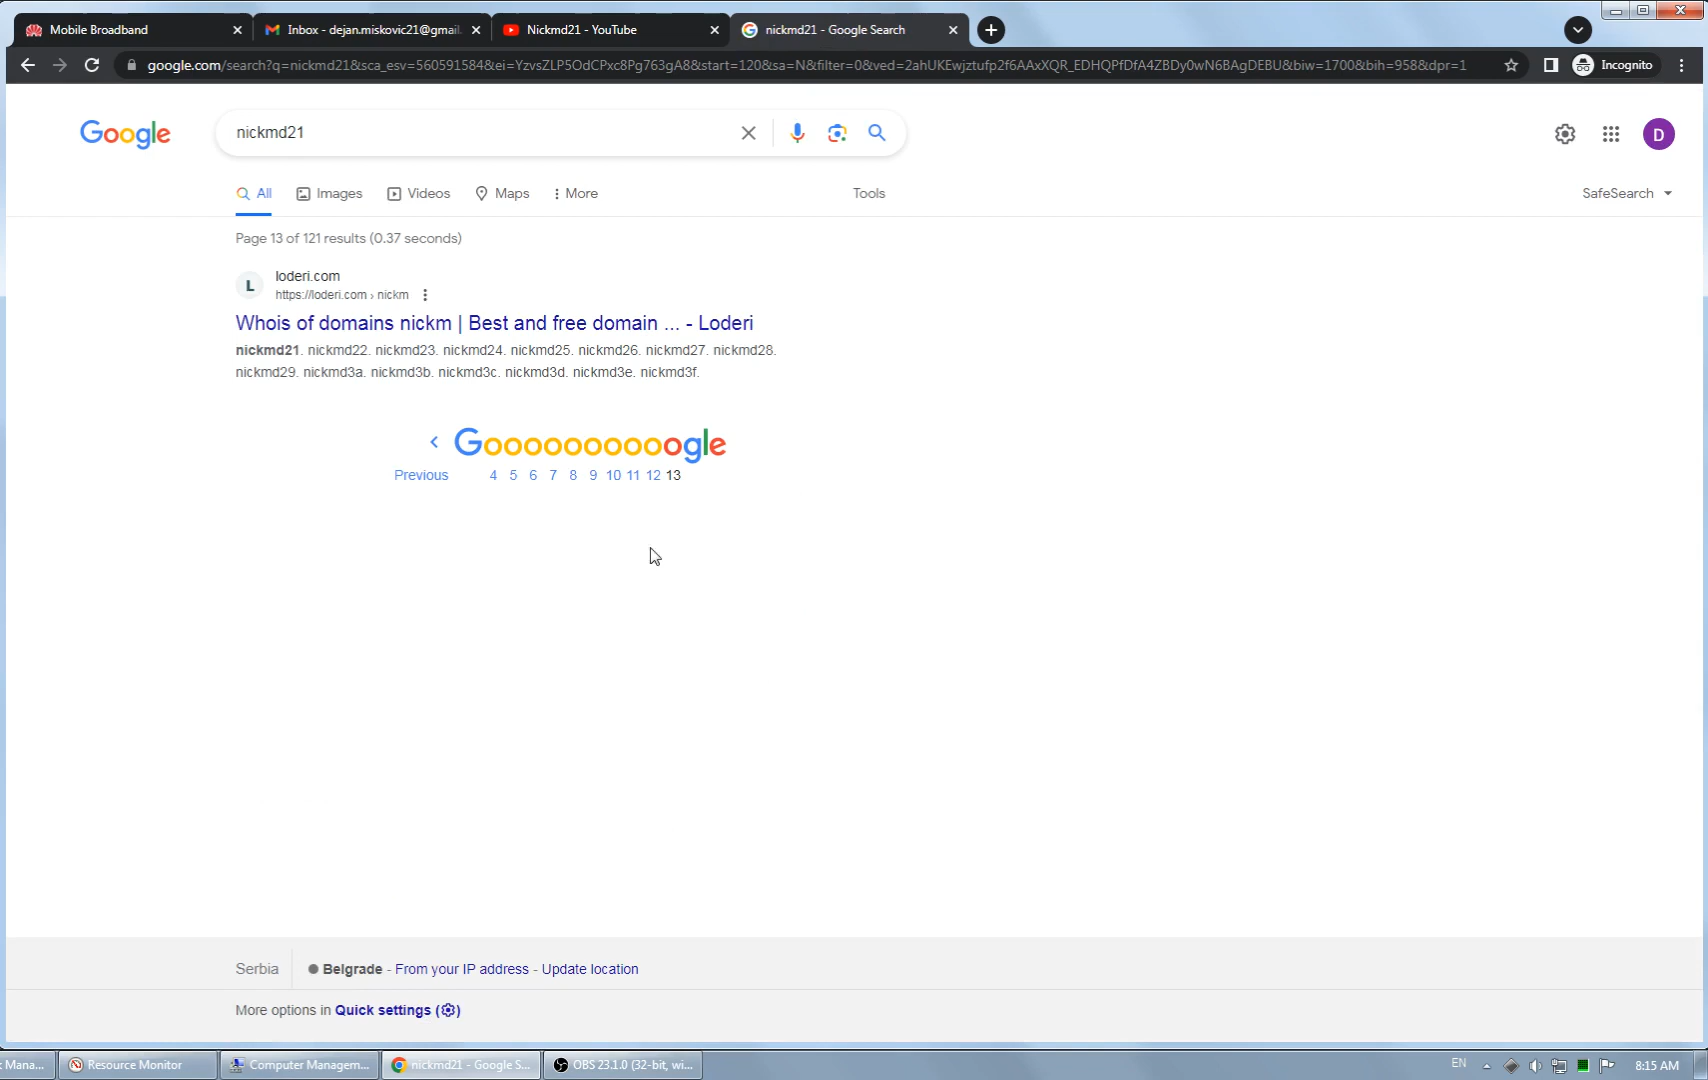 Mobile Broadband
Inbox - dejan.miskovic21@gmail.
Nickmd21 - YouTube
nickmd21 - Google Search
google.com/search?q=nickmd21&sca_esv=560591584&ei=YzvsZLP5OdCPxc8Pg763gA8&start=120&sa=N&filter=0&ved=2ahUKEwjztufp2f6AAxXQR_EDHQPfDfA4ZBDy0wN6BAgDEBU&biw=1700&bih=958&dpr=1
Incognito
Google
nickmd21
D
All
Images
Videos
Maps
More
Tools
SafeSearch
Page 13 of 121 results (0.37 seconds)
L
loderi.com
https://loderi.com › nickm
Whois of domains nickm | Best and free domain ... - Loderi
nickmd21. nickmd22. nickmd23. nickmd24. nickmd25. nickmd26. nickmd27. nickmd28.
nickmd29. nickmd3a. nickmd3b. nickmd3c. nickmd3d. nickmd3e. nickmd3f.
< Goooooooooogle
Previous 4 5 6 7 8 9 10 11 12 13
Serbia
Belgrade - From your IP address - Update location
More options in Quick settings
Mana...
Resource Monitor
Computer Managem...
nickmd21 - Google S...
OBS 23.1.0 (32-bit, wi...
EN
8:15 AM